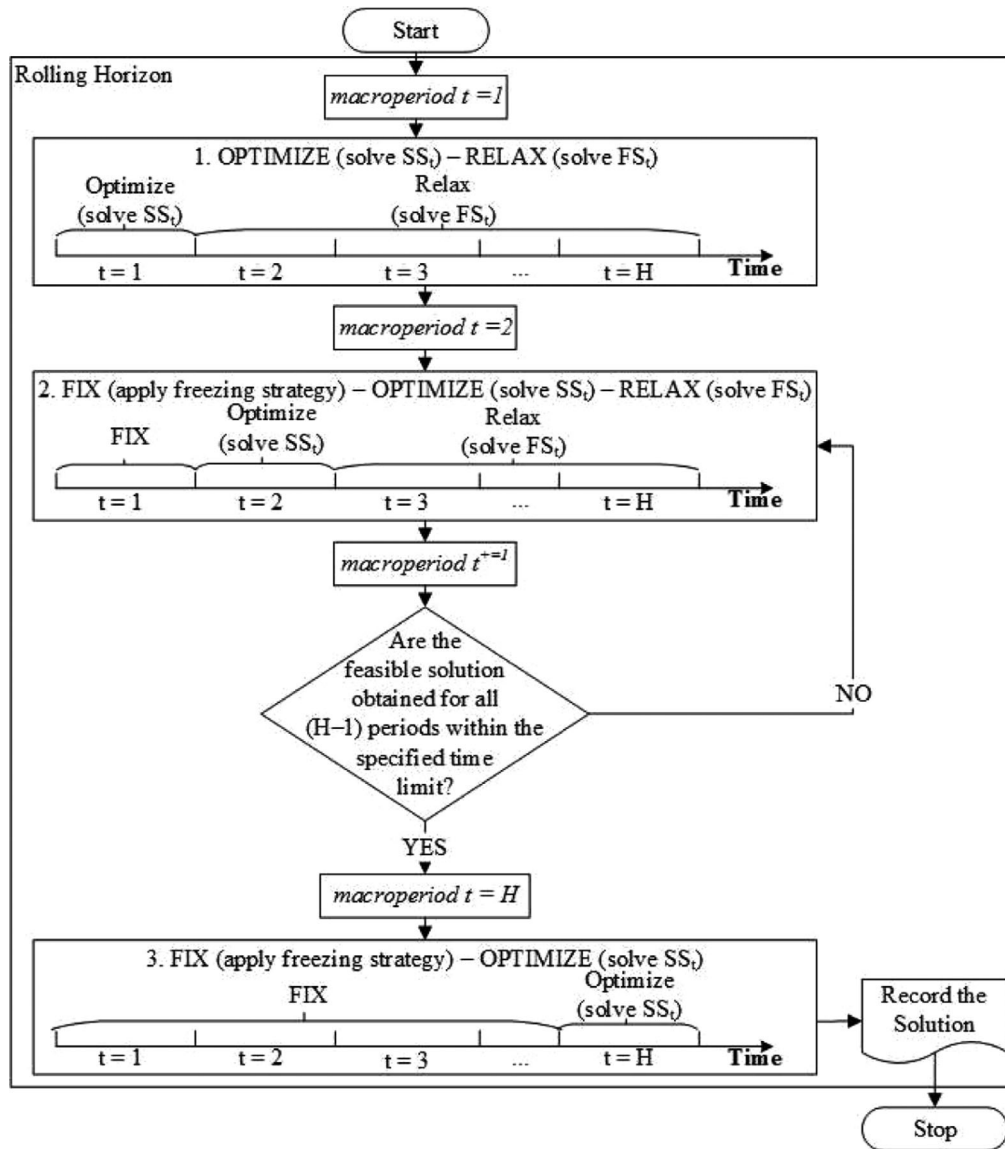 Start
Rolling Horizon
macroperiod t =1
1. OPTIMIZE (solve SSt) – RELAX (solve FSt)
Optimize
(solve SSt)
Relax
(solve FSt)
t = 1 t = 2 t = 3 ... t = H Time
macroperiod t =2
2. FIX (apply freezing strategy) – OPTIMIZE (solve SSt) – RELAX (solve FSt)
FIX
Optimize
(solve SSt)
Relax
(solve FSt)
t = 1 t = 2 t = 3 ... t = H Time
macroperiod t+=1
Are the
feasible solution
obtained for all
(H–1) periods within the
specified time
limit?
NO
YES
macroperiod t = H
3. FIX (apply freezing strategy) – OPTIMIZE (solve SSt)
FIX
Optimize
(solve SSt)
t = 1 t = 2 t = 3 ... t = H Time
Record the
Solution
Stop